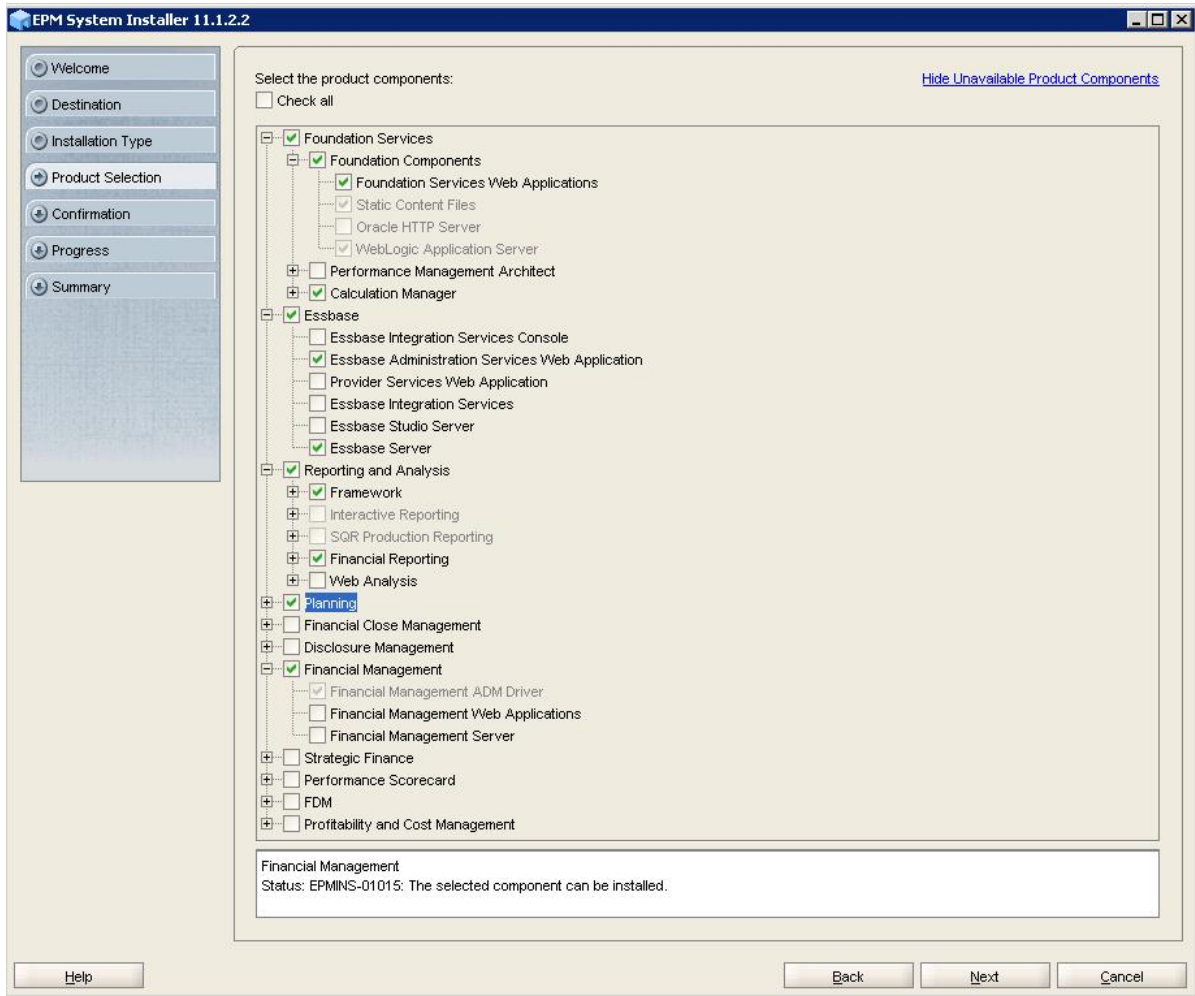 EPM System Installer 11.1.2.2
Welcome
Destination
Installation Type
Product Selection
Confirmation
Progress
Summary
Select the product components:
Hide Unavailable Product Components
Check all
Foundation Services
Foundation Components
Foundation Services Web Applications
Static Content Files
Oracle HTTP Server
WebLogic Application Server
Performance Management Architect
Calculation Manager
Essbase
Essbase Integration Services Console
Essbase Administration Services Web Application
Provider Services Web Application
Essbase Integration Services
Essbase Studio Server
Essbase Server
Reporting and Analysis
Framework
Interactive Reporting
SQR Production Reporting
Financial Reporting
Web Analysis
Planning
Financial Close Management
Disclosure Management
Financial Management
Financial Management ADM Driver
Financial Management Web Applications
Financial Management Server
Strategic Finance
Performance Scorecard
FDM
Profitability and Cost Management
Financial Management
Status: EPMINS-01015: The selected component can be installed.
Help
Back
Next
Cancel